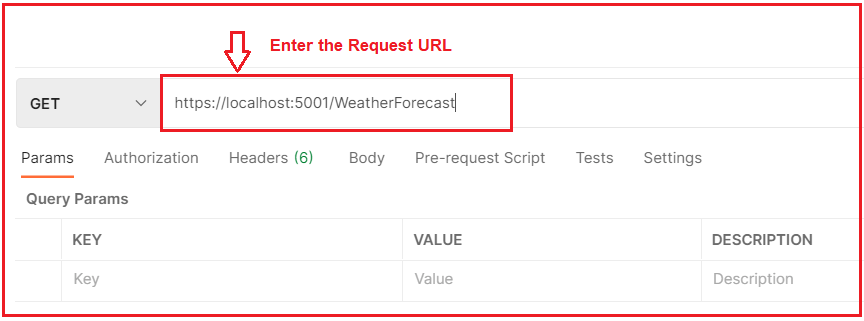 Enter the Request URL
GET https://localhost:5001/WeatherForecast
Params Authorization Headers (6) Body Pre-request Script Tests Settings
Query Params
KEY VALUE DESCRIPTION
Key Value Description